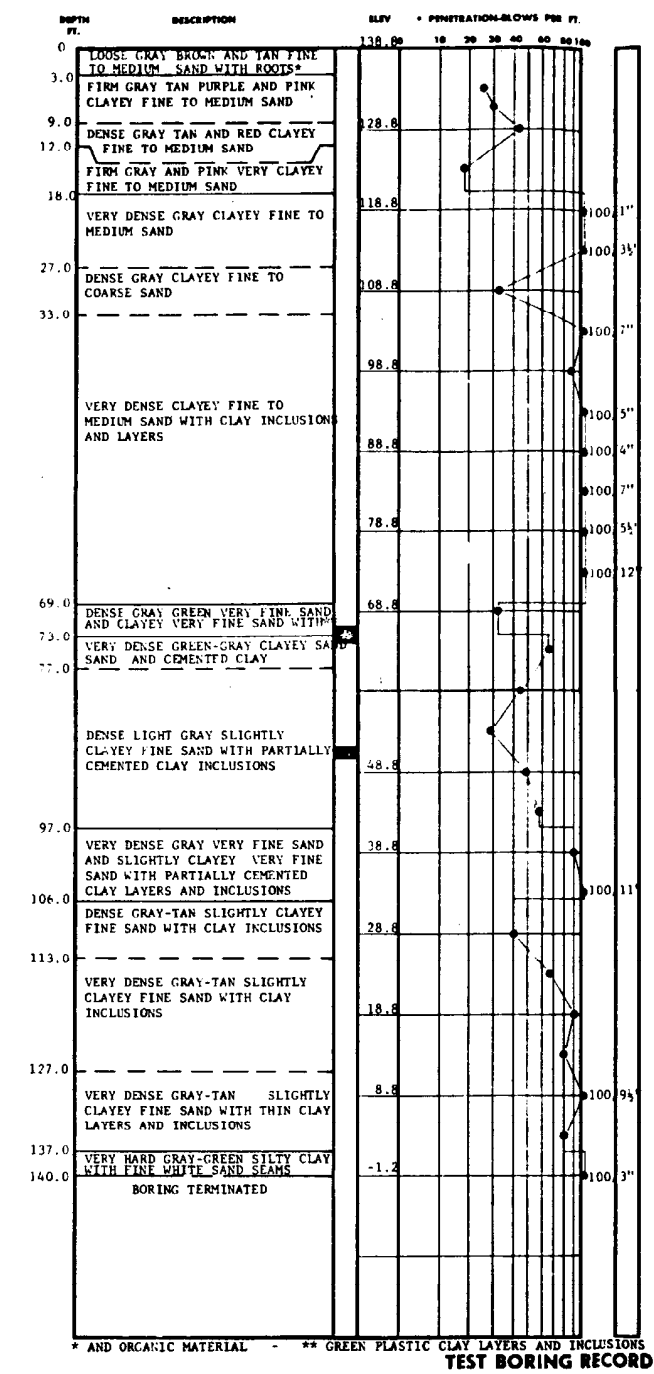 DEPTH FT. DESCRIPTION ELEV • PENETRATION-BLOWS PER FT.
0 138.8 0 10 20 30 40 60 80 100
LOOSE GRAY BROWN AND TAN FINE
TO MEDIUM SAND WITH ROOTS*
3.0
FIRM GRAY TAN PURPLE AND PINK
CLAYEY FINE TO MEDIUM SAND
9.0 128.8
DENSE GRAY TAN AND RED CLAYEY
FINE TO MEDIUM SAND
12.0
FIRM GRAY AND PINK VERY CLAYEY
FINE TO MEDIUM SAND
18.0 118.8
VERY DENSE GRAY CLAYEY FINE TO 100/1"
MEDIUM SAND
100/3½"
27.0
DENSE GRAY CLAYEY FINE TO
COARSE SAND 108.8
33.0
100/7"
98.8
VERY DENSE CLAYEY FINE TO
MEDIUM SAND WITH CLAY INCLUSIONS 100/5"
AND LAYERS
88.8 100/4"
100/7"
78.8 100/5½"
100/12"
69.0 68.8
DENSE GRAY GREEN VERY FINE SAND
AND CLAYEY VERY FINE SAND WITH**
73.0
VERY DENSE GREEN-GRAY CLAYEY SAND
SAND AND CEMENTED CLAY
77.0
DENSE LIGHT GRAY SLIGHTLY
CLAYEY FINE SAND WITH PARTIALLY
CEMENTED CLAY INCLUSIONS 48.8
97.0
VERY DENSE GRAY VERY FINE SAND 38.8
AND SLIGHTLY CLAYEY VERY FINE
SAND WITH PARTIALLY CEMENTED
CLAY LAYERS AND INCLUSIONS 100/11"
106.0
DENSE GRAY-TAN SLIGHTLY CLAYEY
FINE SAND WITH CLAY INCLUSIONS 28.8
113.0
VERY DENSE GRAY-TAN SLIGHTLY
CLAYEY FINE SAND WITH CLAY
INCLUSIONS 18.8
127.0
VERY DENSE GRAY-TAN SLIGHTLY 8.8 100/9½"
CLAYEY FINE SAND WITH THIN CLAY
LAYERS AND INCLUSIONS
137.0
VERY HARD GRAY-GREEN SILTY CLAY
WITH FINE WHITE SAND SEAMS
140.0 -1.2 100/3"
BORING TERMINATED
* AND ORGANIC MATERIAL - ** GREEN PLASTIC CLAY LAYERS AND INCLUSIONS
TEST BORING RECORD